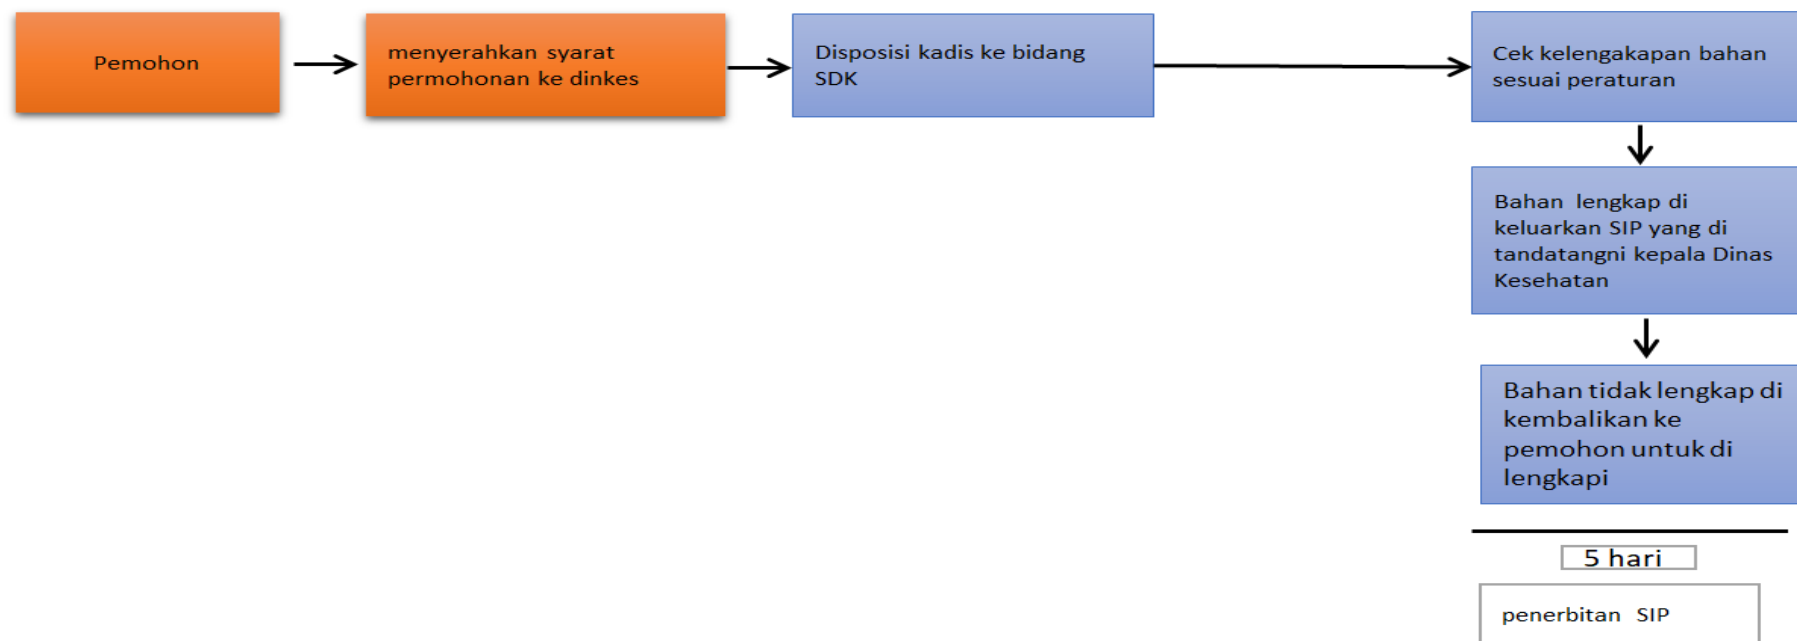 Pemohon
menyerahkan syarat
permohonan ke dinkes
Disposisi kadis ke bidang
SDK
Cek kelengakapan bahan
sesuai peraturan
Bahan lengkap di
keluarkan SIP yang di
tandatangni kepala Dinas
Kesehatan
Bahan tidak lengkap di
kembalikan ke
pemohon untuk di
lengkapi
5 hari
penerbitan SIP